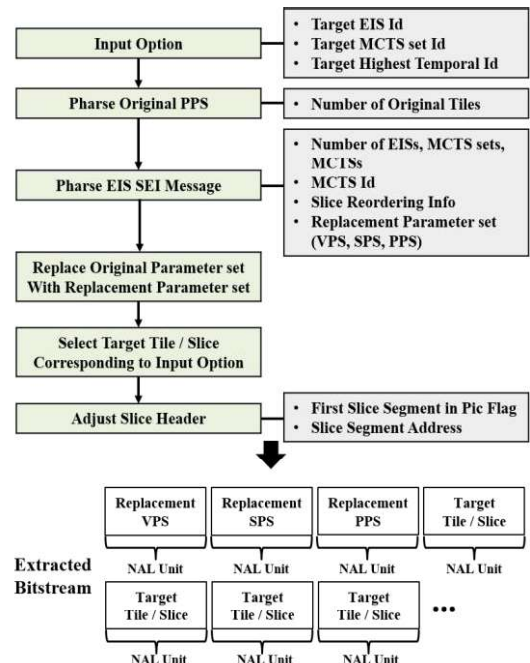 Input Option
• Target EIS Id
• Target MCTS set Id
• Target Highest Temporal Id
Pharse Original PPS
• Number of Original Tiles
Pharse EIS SEI Message
• Number of EISs, MCTS sets,
MCTSs
• MCTS Id
• Slice Reordering Info
• Replacement Parameter set
(VPS, SPS, PPS)
Replace Original Parameter set
With Replacement Parameter set
Select Target Tile / Slice
Corresponding to Input Option
Adjust Slice Header
• First Slice Segment in Pic Flag
• Slice Segment Address
Extracted
Bitstream
Replacement
VPS
NAL Unit
Replacement
SPS
NAL Unit
Replacement
PPS
NAL Unit
Target
Tile / Slice
NAL Unit
Target
Tile / Slice
NAL Unit
Target
Tile / Slice
NAL Unit
Target
Tile / Slice
NAL Unit
•••